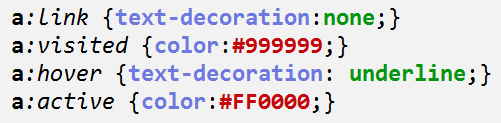 a:link {text-decoration:none;}
a:visited {color:#999999;}
a:hover {text-decoration: underline;}
a:active {color:#FF0000;}